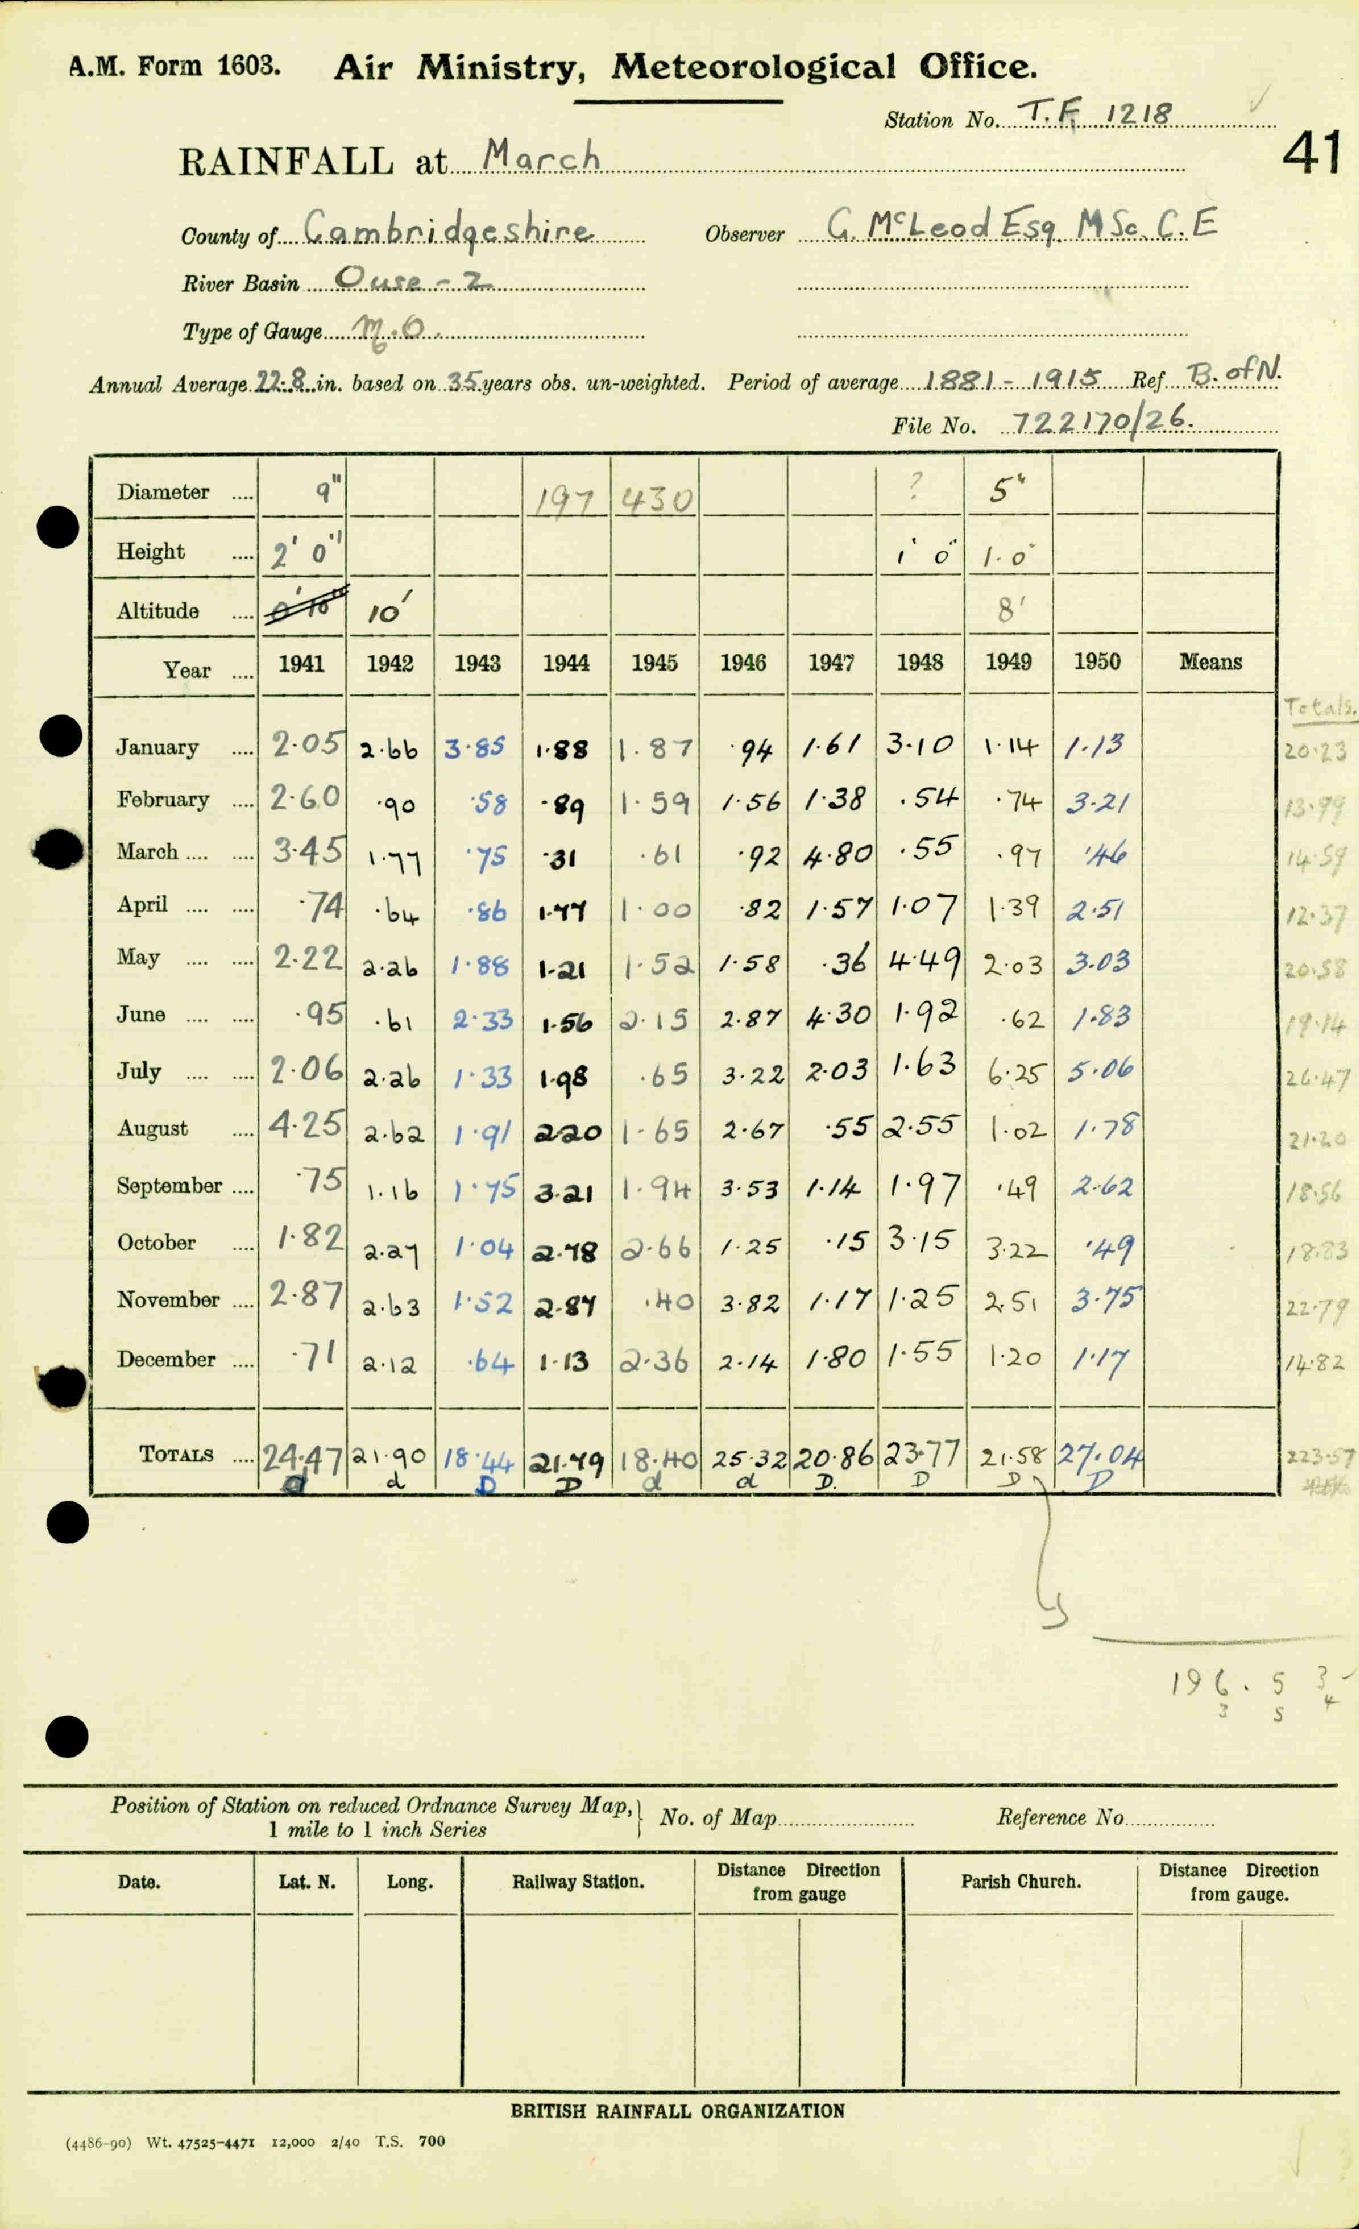 A.M. Form 1603. Air Ministry, Meteorological Office.
Station No. T.F. 1218
41
RAINFALL at March
County of Cambridgeshire Observer G. McLeod Esq. M Sc. C.E
River Basin Ouse - 2
Type of Gauge M.O.
Annual Average 22.8 in. based on 35 years obs. un-weighted. Period of average 1881 - 1915 Ref. B. of N.
File No. 722170/26.
Diameter .... 9" 197 430 ? 5"
Height .... 2' 0" 1' 0" 1. 0"
Altitude .... 0' 10" 10' 8'
Year .... 1941 1942 1943 1944 1945 1946 1947 1948 1949 1950 Means
Totals.
January .... 2.05 2.66 3.85 1.88 1.87 .94 1.61 3.10 1.14 1.13 20.23
February .... 2.60 .90 .58 .89 1.59 1.56 1.38 .54 .74 3.21 13.99
March .... .... 3.45 1.77 .75 .31 .61 .92 4.80 .55 .97 .46 14.59
April .... .... .74 .64 .86 1.77 1.00 .82 1.57 1.07 1.39 2.51 12.37
May .... .... 2.22 2.26 1.88 1.21 1.52 1.58 .36 4.49 2.03 3.03 20.58
June .... .... .95 .61 2.33 1.56 2.15 2.87 4.30 1.92 .62 1.83 19.14
July .... .... 2.06 2.26 1.33 1.98 .65 3.22 2.03 1.63 6.25 5.06 26.47
August .... 4.25 2.62 1.91 2.20 1.65 2.67 .55 2.55 1.02 1.78 21.20
September .... .75 1.16 1.75 3.21 1.94 3.53 1.14 1.97 .49 2.62 18.56
October .... 1.82 2.27 1.04 2.78 2.66 1.25 .15 3.15 3.22 .49 18.83
November .... 2.87 2.63 1.52 2.87 .40 3.82 1.17 1.25 2.51 3.75 22.79
December .... .71 2.12 .64 1.13 2.36 2.14 1.80 1.55 1.20 1.17 14.82
TOTALS .... 24.47 21.90 18.44 21.79 18.40 25.32 20.86 23.77 21.58 27.04 223.57
d d D D d d D. D D D
196. 5 3
3 5 4
Position of Station on reduced Ordnance Survey Map, } No. of Map Reference No.
1 mile to 1 inch Series
Date. Lat. N. Long. Railway Station. Distance Direction from gauge Parish Church. Distance Direction from gauge.
BRITISH RAINFALL ORGANIZATION
(4486-90) Wt. 47525-4471 12,000 2/40 T.S. 700